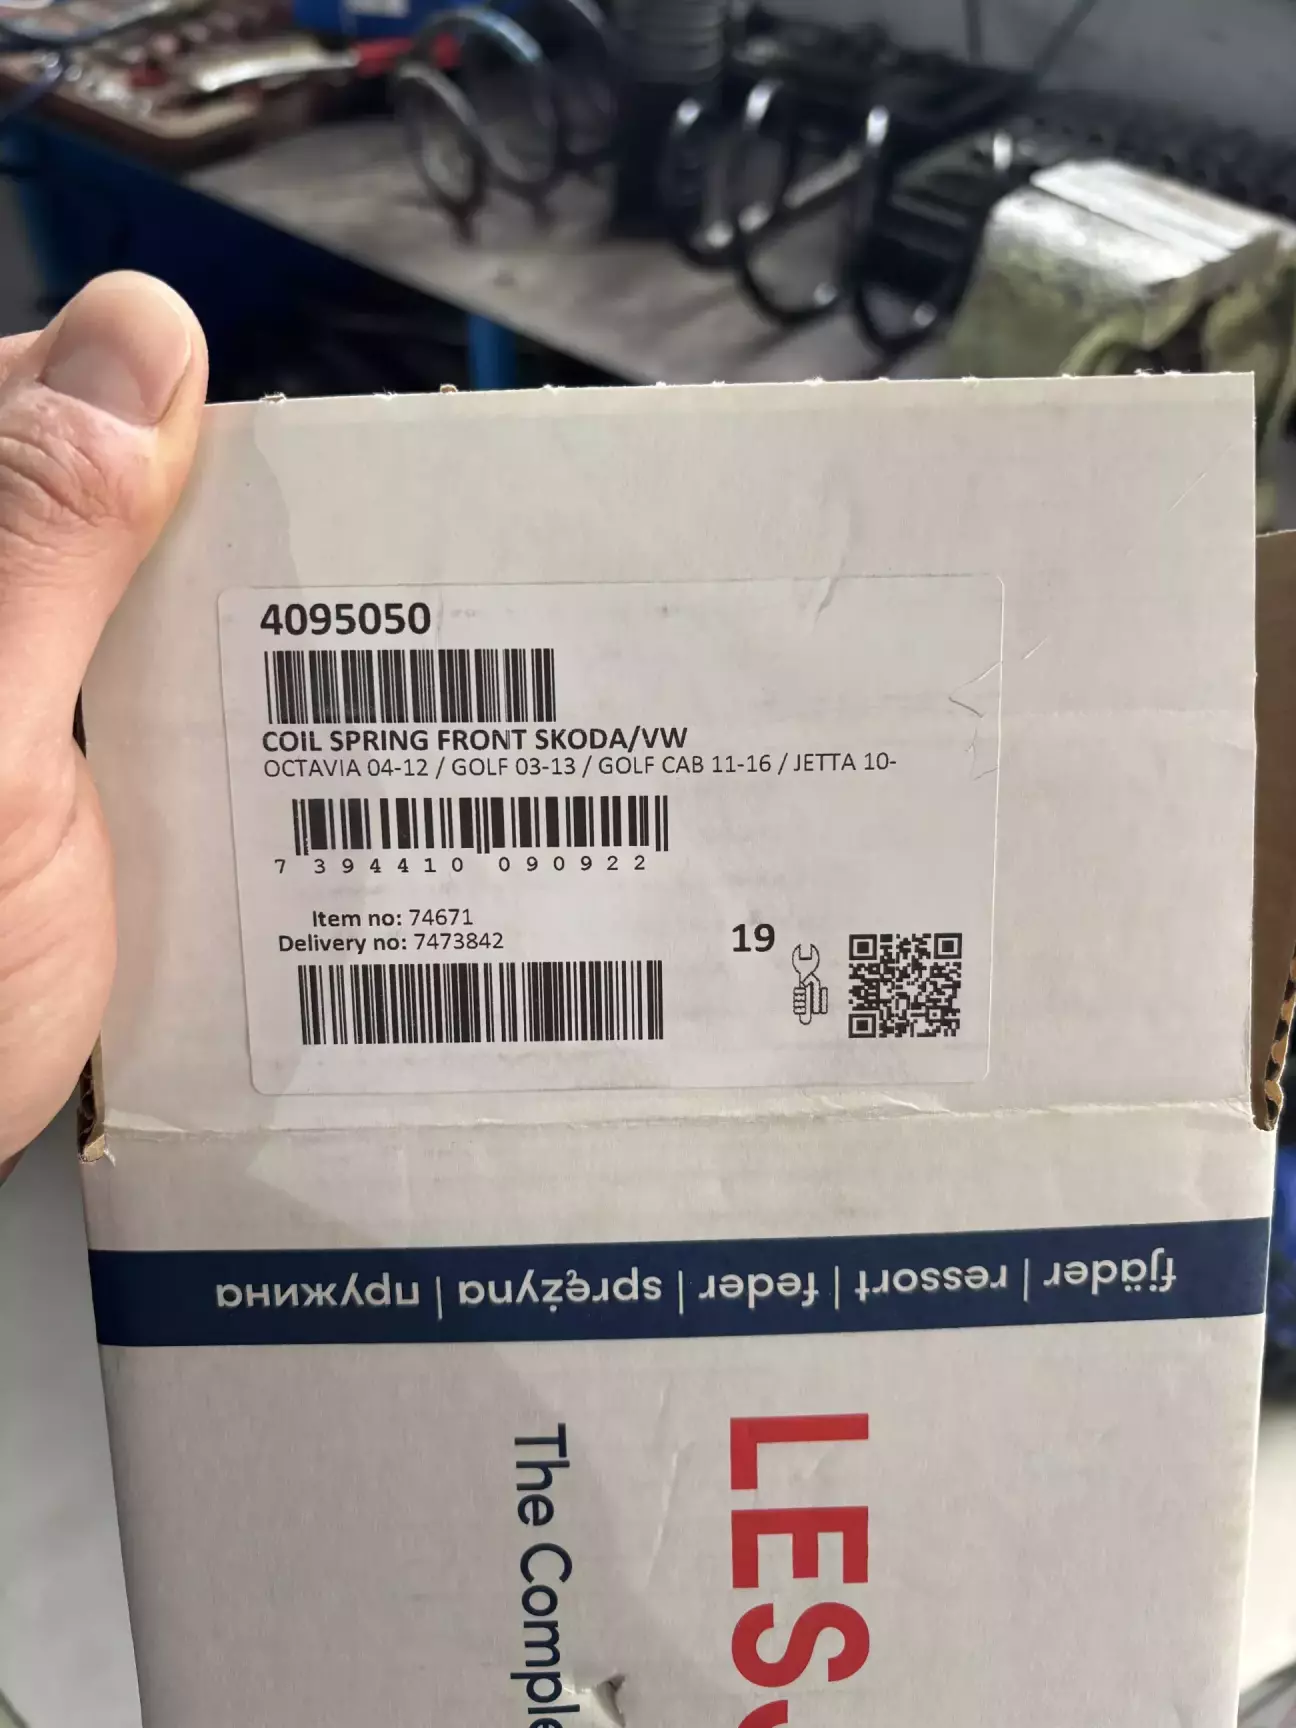 4095050
COIL SPRING FRONT SKODA/VW
OCTAVIA 04-12 / GOLF 03-13 / GOLF CAB 11-16 / JETTA 10-
7 394410 090922
Item no: 74671
Delivery no: 7473842
19
fjäder | ressort | feder | sprężyna | пружина
LES
The Comple